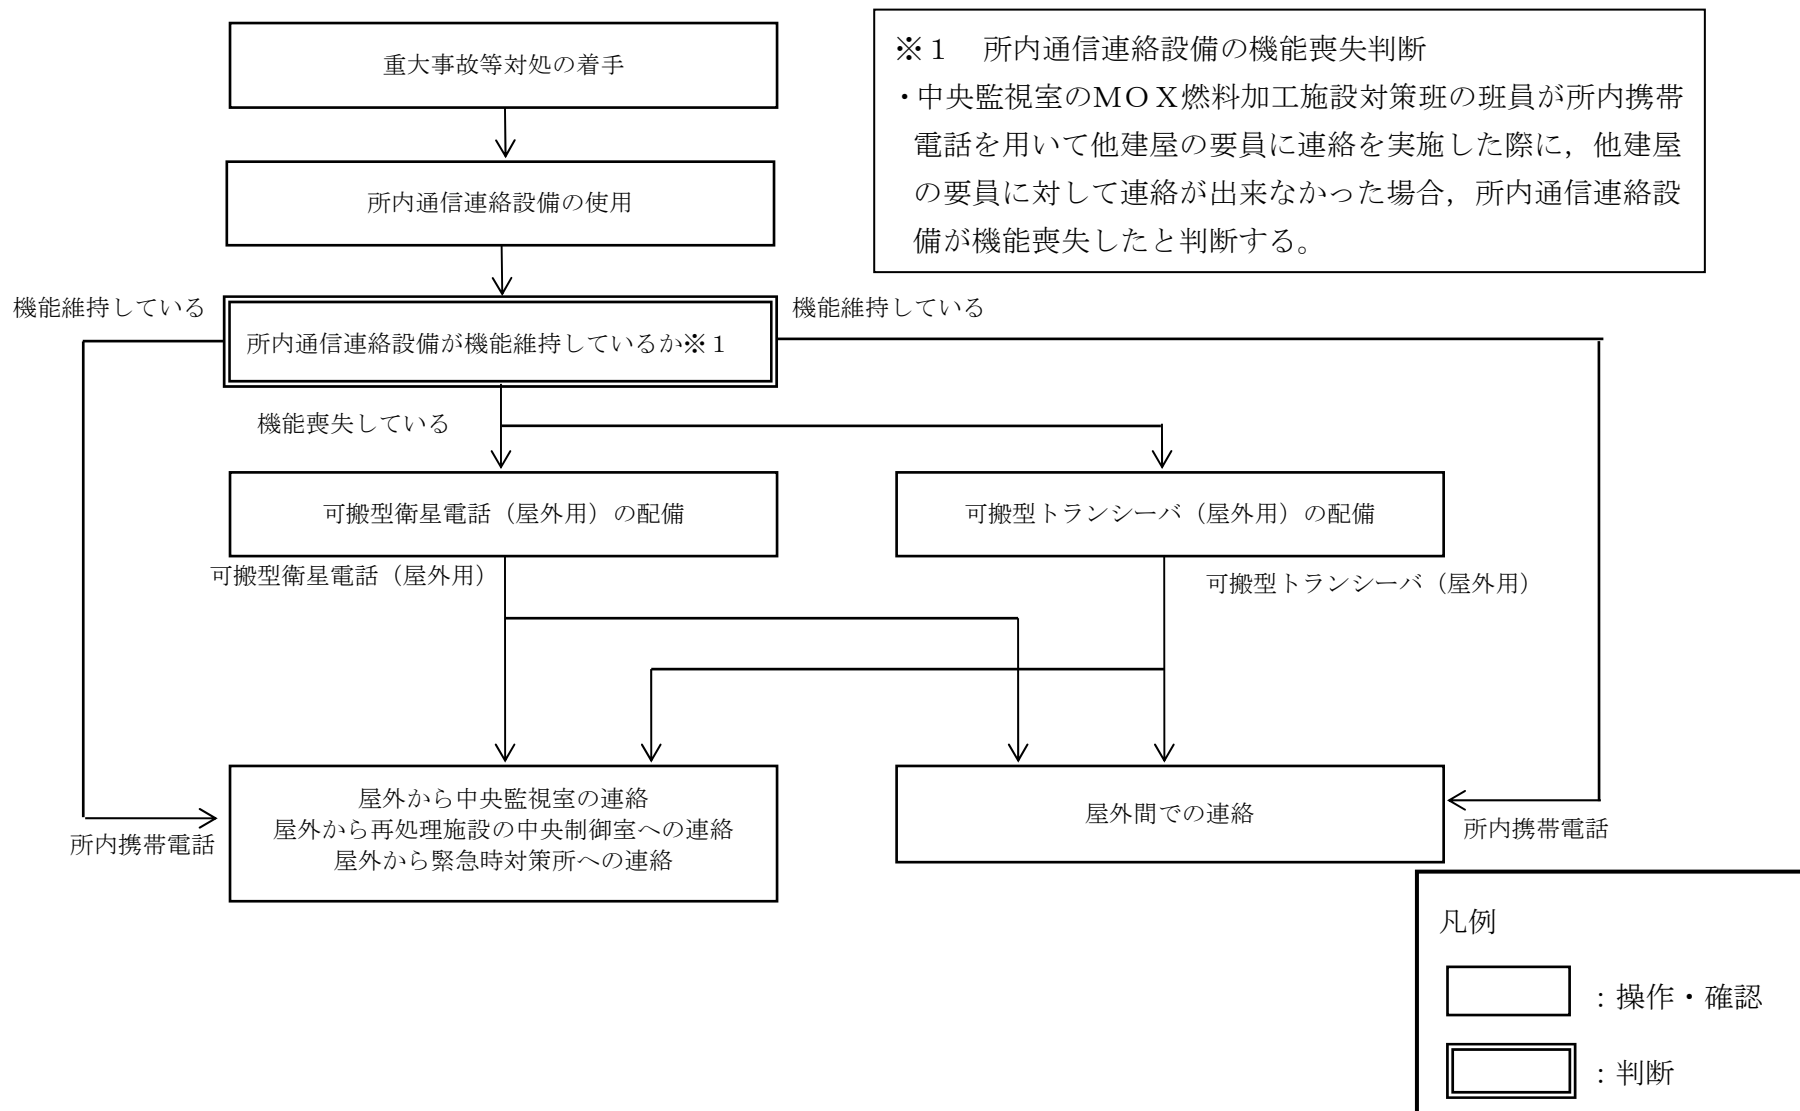 重大事故等対処の着手
※１　所内通信連絡設備の機能喪失判断
・中央監視室のＭＯＸ燃料加工施設対策班の班員が所内携帯
電話を用いて他建屋の要員に連絡を実施した際に，他建屋
の要員に対して連絡が出来なかった場合，所内通信連絡設
備が機能喪失したと判断する。
所内通信連絡設備の使用
機能維持している
機能維持している
所内通信連絡設備が機能維持しているか※１
機能喪失している
可搬型衛星電話（屋外用）の配備
可搬型トランシーバ（屋外用）の配備
可搬型衛星電話（屋外用）
可搬型トランシーバ（屋外用）
屋外から中央監視室の連絡
屋外から再処理施設の中央制御室への連絡
屋外から緊急時対策所への連絡
屋外間での連絡
所内携帯電話
所内携帯電話
凡例
：操作・確認
：判断